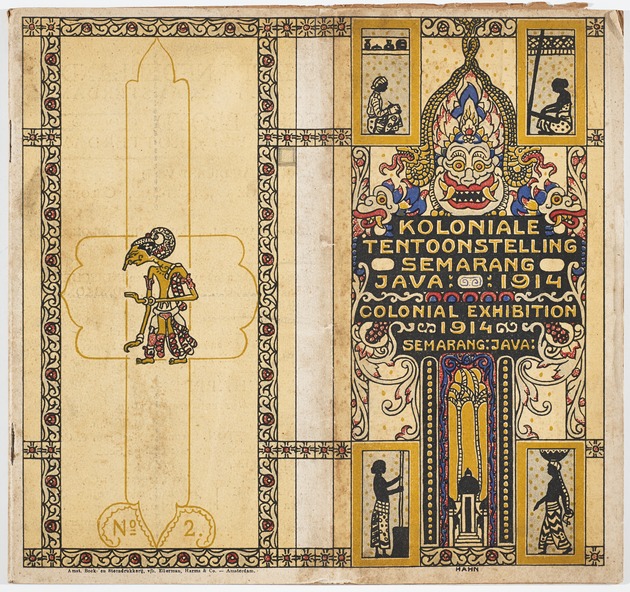 Nº 2.
Amst. Boek- en Steendrukkerij, v/h. Ellerman, Harms & Co. — Amsterdam.
KOLONIALE
TENTOONSTELLING
SEMARANG
JAVA: : 1914
COLONIAL EXHIBITION
1914
SEMARANG:JAVA:
HAHN